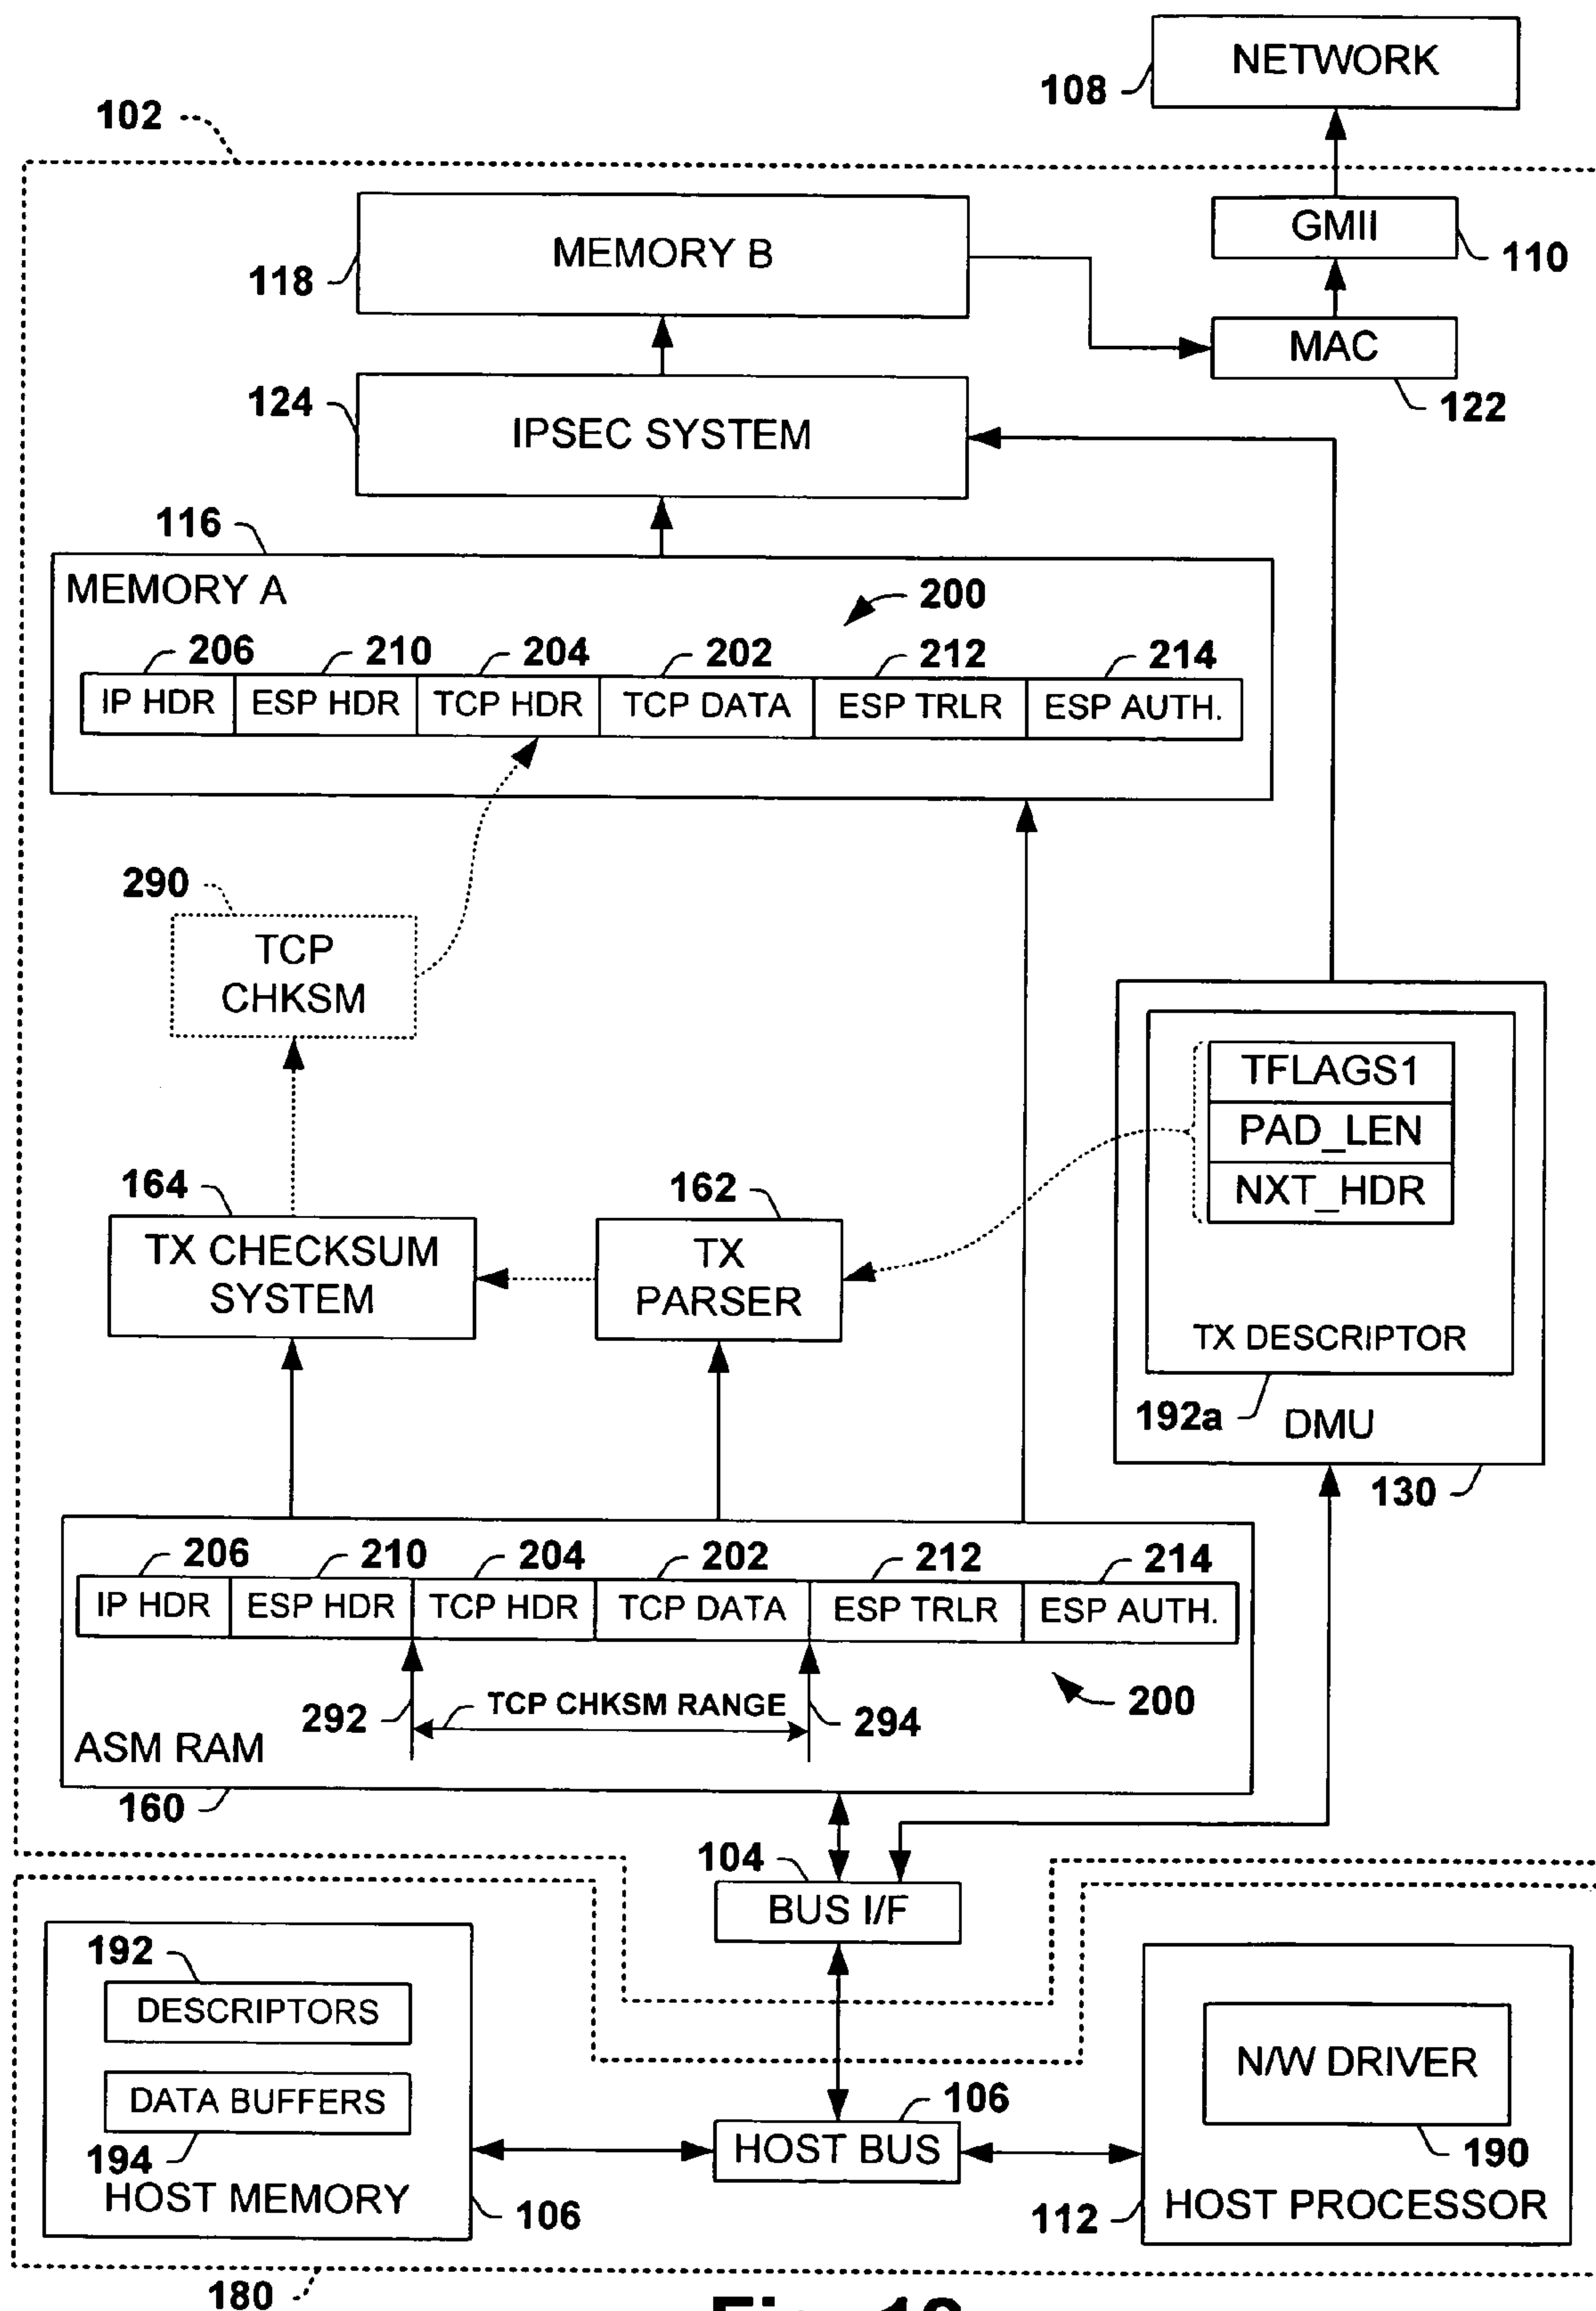 NETWORK
108
102
GMII
110
MEMORY B
118
MAC
122
124
IPSEC SYSTEM
116
MEMORY A
200
206 210 204 202 212 214
IP HDR ESP HDR TCP HDR TCP DATA ESP TRLR ESP AUTH.
290
TCP
CHKSM
TFLAGS1
PAD_LEN
NXT_HDR
164
162
TX CHECKSUM
SYSTEM
TX
PARSER
TX DESCRIPTOR
192a
DMU
130
206 210 204 202 212 214
IP HDR ESP HDR TCP HDR TCP DATA ESP TRLR ESP AUTH.
292
TCP CHKSM RANGE
294
200
ASM RAM
160
104
BUS I/F
192
DESCRIPTORS
DATA BUFFERS
194
HOST MEMORY
106
106
HOST BUS
N/W DRIVER
190
HOST PROCESSOR
112
180